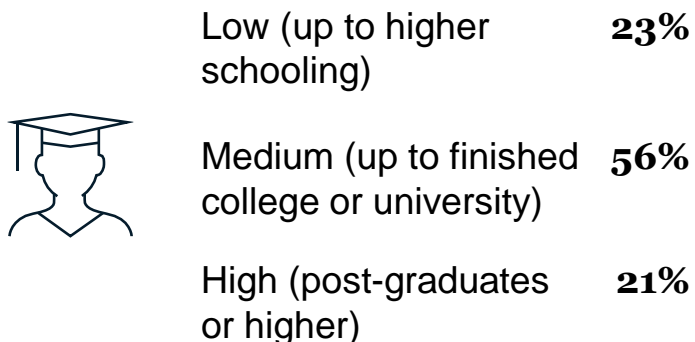 Low (up to higher 23%
schooling)
Medium (up to finished 56%
college or university)
High (post-graduates 21%
or higher)